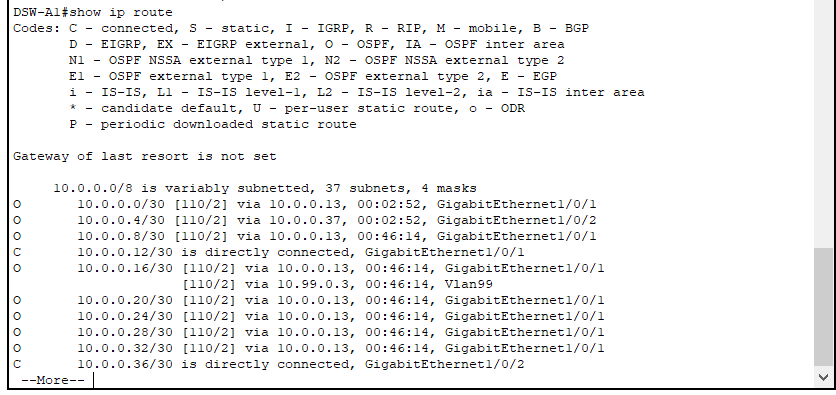 DSW-A1#show ip route
Codes: C - connected, S - static, I - IGRP, R - RIP, M - mobile, B - BGP
       D - EIGRP, EX - EIGRP external, O - OSPF, IA - OSPF inter area
       N1 - OSPF NSSA external type 1, N2 - OSPF NSSA external type 2
       E1 - OSPF external type 1, E2 - OSPF external type 2, E - EGP
       i - IS-IS, L1 - IS-IS level-1, L2 - IS-IS level-2, ia - IS-IS inter area
       * - candidate default, U - per-user static route, o - ODR
       P - periodic downloaded static route

Gateway of last resort is not set

     10.0.0.0/8 is variably subnetted, 37 subnets, 4 masks
O       10.0.0.0/30 [110/2] via 10.0.0.13, 00:02:52, GigabitEthernet1/0/1
O       10.0.0.4/30 [110/2] via 10.0.0.37, 00:02:52, GigabitEthernet1/0/2
O       10.0.0.8/30 [110/2] via 10.0.0.13, 00:46:14, GigabitEthernet1/0/1
C       10.0.0.12/30 is directly connected, GigabitEthernet1/0/1
O       10.0.0.16/30 [110/2] via 10.0.0.13, 00:46:14, GigabitEthernet1/0/1
                     [110/2] via 10.99.0.3, 00:46:14, Vlan99
O       10.0.0.20/30 [110/2] via 10.0.0.13, 00:46:14, GigabitEthernet1/0/1
O       10.0.0.24/30 [110/2] via 10.0.0.13, 00:46:14, GigabitEthernet1/0/1
O       10.0.0.28/30 [110/2] via 10.0.0.13, 00:46:14, GigabitEthernet1/0/1
O       10.0.0.32/30 [110/2] via 10.0.0.13, 00:46:14, GigabitEthernet1/0/1
C       10.0.0.36/30 is directly connected, GigabitEthernet1/0/2
 --More--